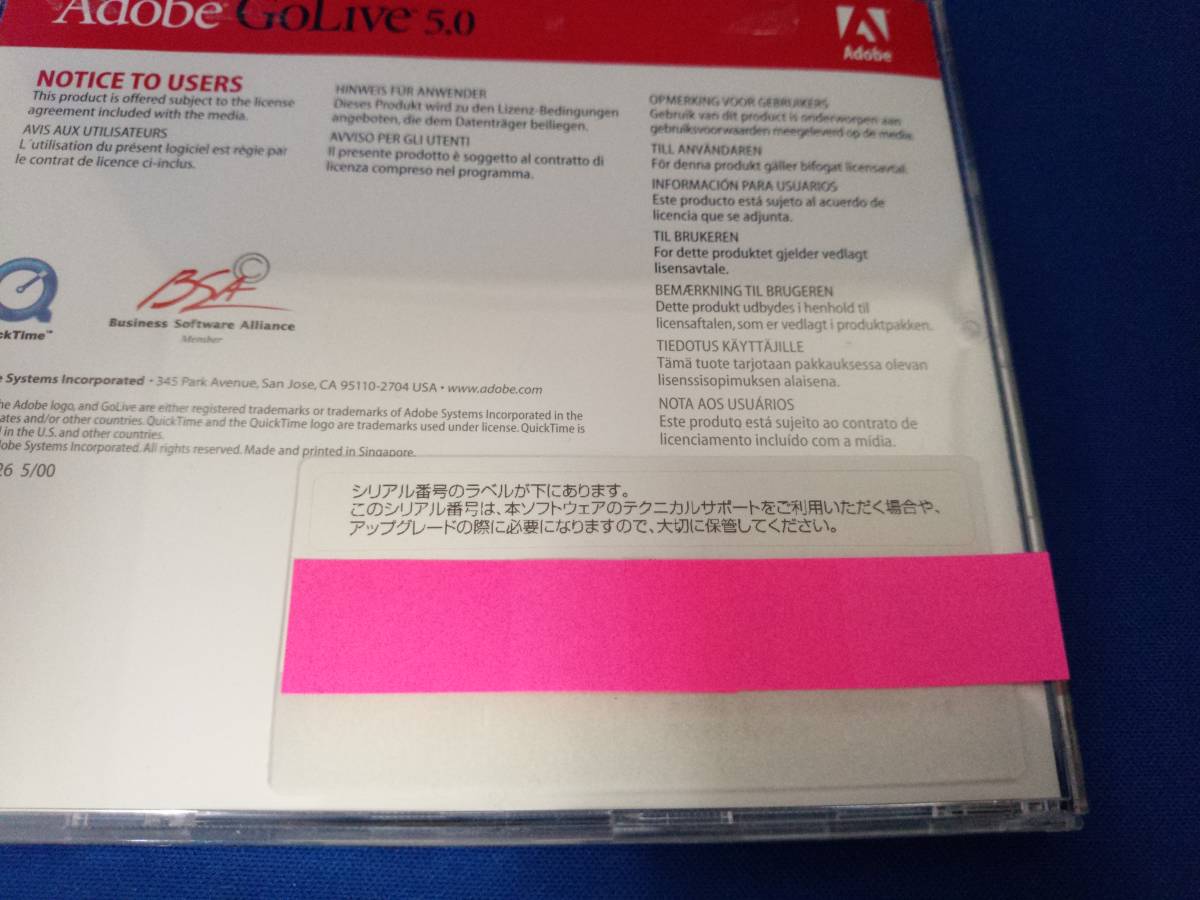 Adobe GoLive 5.0
Adobe
NOTICE TO USERS
This product is offered subject to the license
agreement included with the media.
AVIS AUX UTILISATEURS
L´utilisation du présent logiciel est régie par
le contrat de licence ci-inclus.
HINWEIS FÜR ANWENDER
Dieses Produkt wird zu den Lizenz-Bedingungen
angeboten, die dem Datenträger beiliegen.
AVVISO PER GLI UTENTI
Il presente prodotto è soggetto al contratto di
licenza compreso nel programma.
OPMERKING VOOR GEBRUIKERS
Gebruik van dit product is onderworpen aan
gebruiksvoorwaarden meegeleverd op de media.
TILL ANVÄNDAREN
För denna produkt gäller bifogat licensavtal.
INFORMACIÓN PARA USUARIOS
Este producto está sujeto al acuerdo de
licencia que se adjunta.
TIL BRUKEREN
For dette produktet gjelder vedlagt
lisensavtale.
BEMÆRKNING TIL BRUGEREN
Dette produkt udbydes i henhold til
licensaftalen, som er vedlagt i produktpakken.
TIEDOTUS KÄYTTÄJILLE
Tämä tuote tarjotaan pakkauksessa olevan
lisenssisopimuksen alaisena.
NOTA AOS USUÁRIOS
Este produto está sujeito ao contrato de
licenciamento incluído com a mídia.
ckTime™
BSA ©
Business Software Alliance
Member
Systems Incorporated • 345 Park Avenue, San Jose, CA 95110-2704 USA • www.adobe.com
he Adobe logo, and GoLive are either registered trademarks or trademarks of Adobe Systems Incorporated in the
ates and/or other countries. QuickTime and the QuickTime logo are trademarks used under license. QuickTime is
in the U.S. and other countries.
dobe Systems Incorporated. All rights reserved. Made and printed in Singapore.
26 5/00
シリアル番号のラベルが下にあります。
このシリアル番号は、本ソフトウェアのテクニカルサポートをご利用いただく場合や、
アップグレードの際に必要になりますので、大切に保管してください。